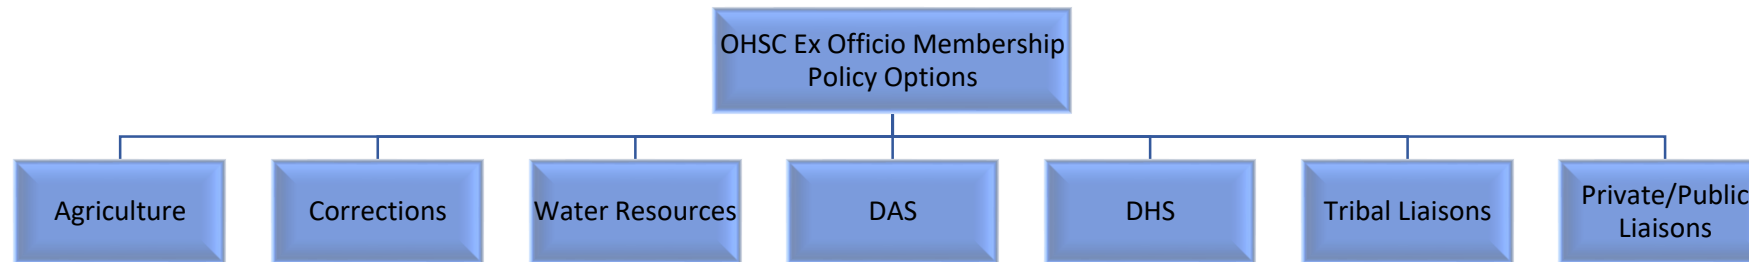 OHSC Ex Officio Membership
Policy Options
Agriculture
Corrections
Water Resources
DAS
DHS
Tribal Liaisons
Private/Public
Liaisons